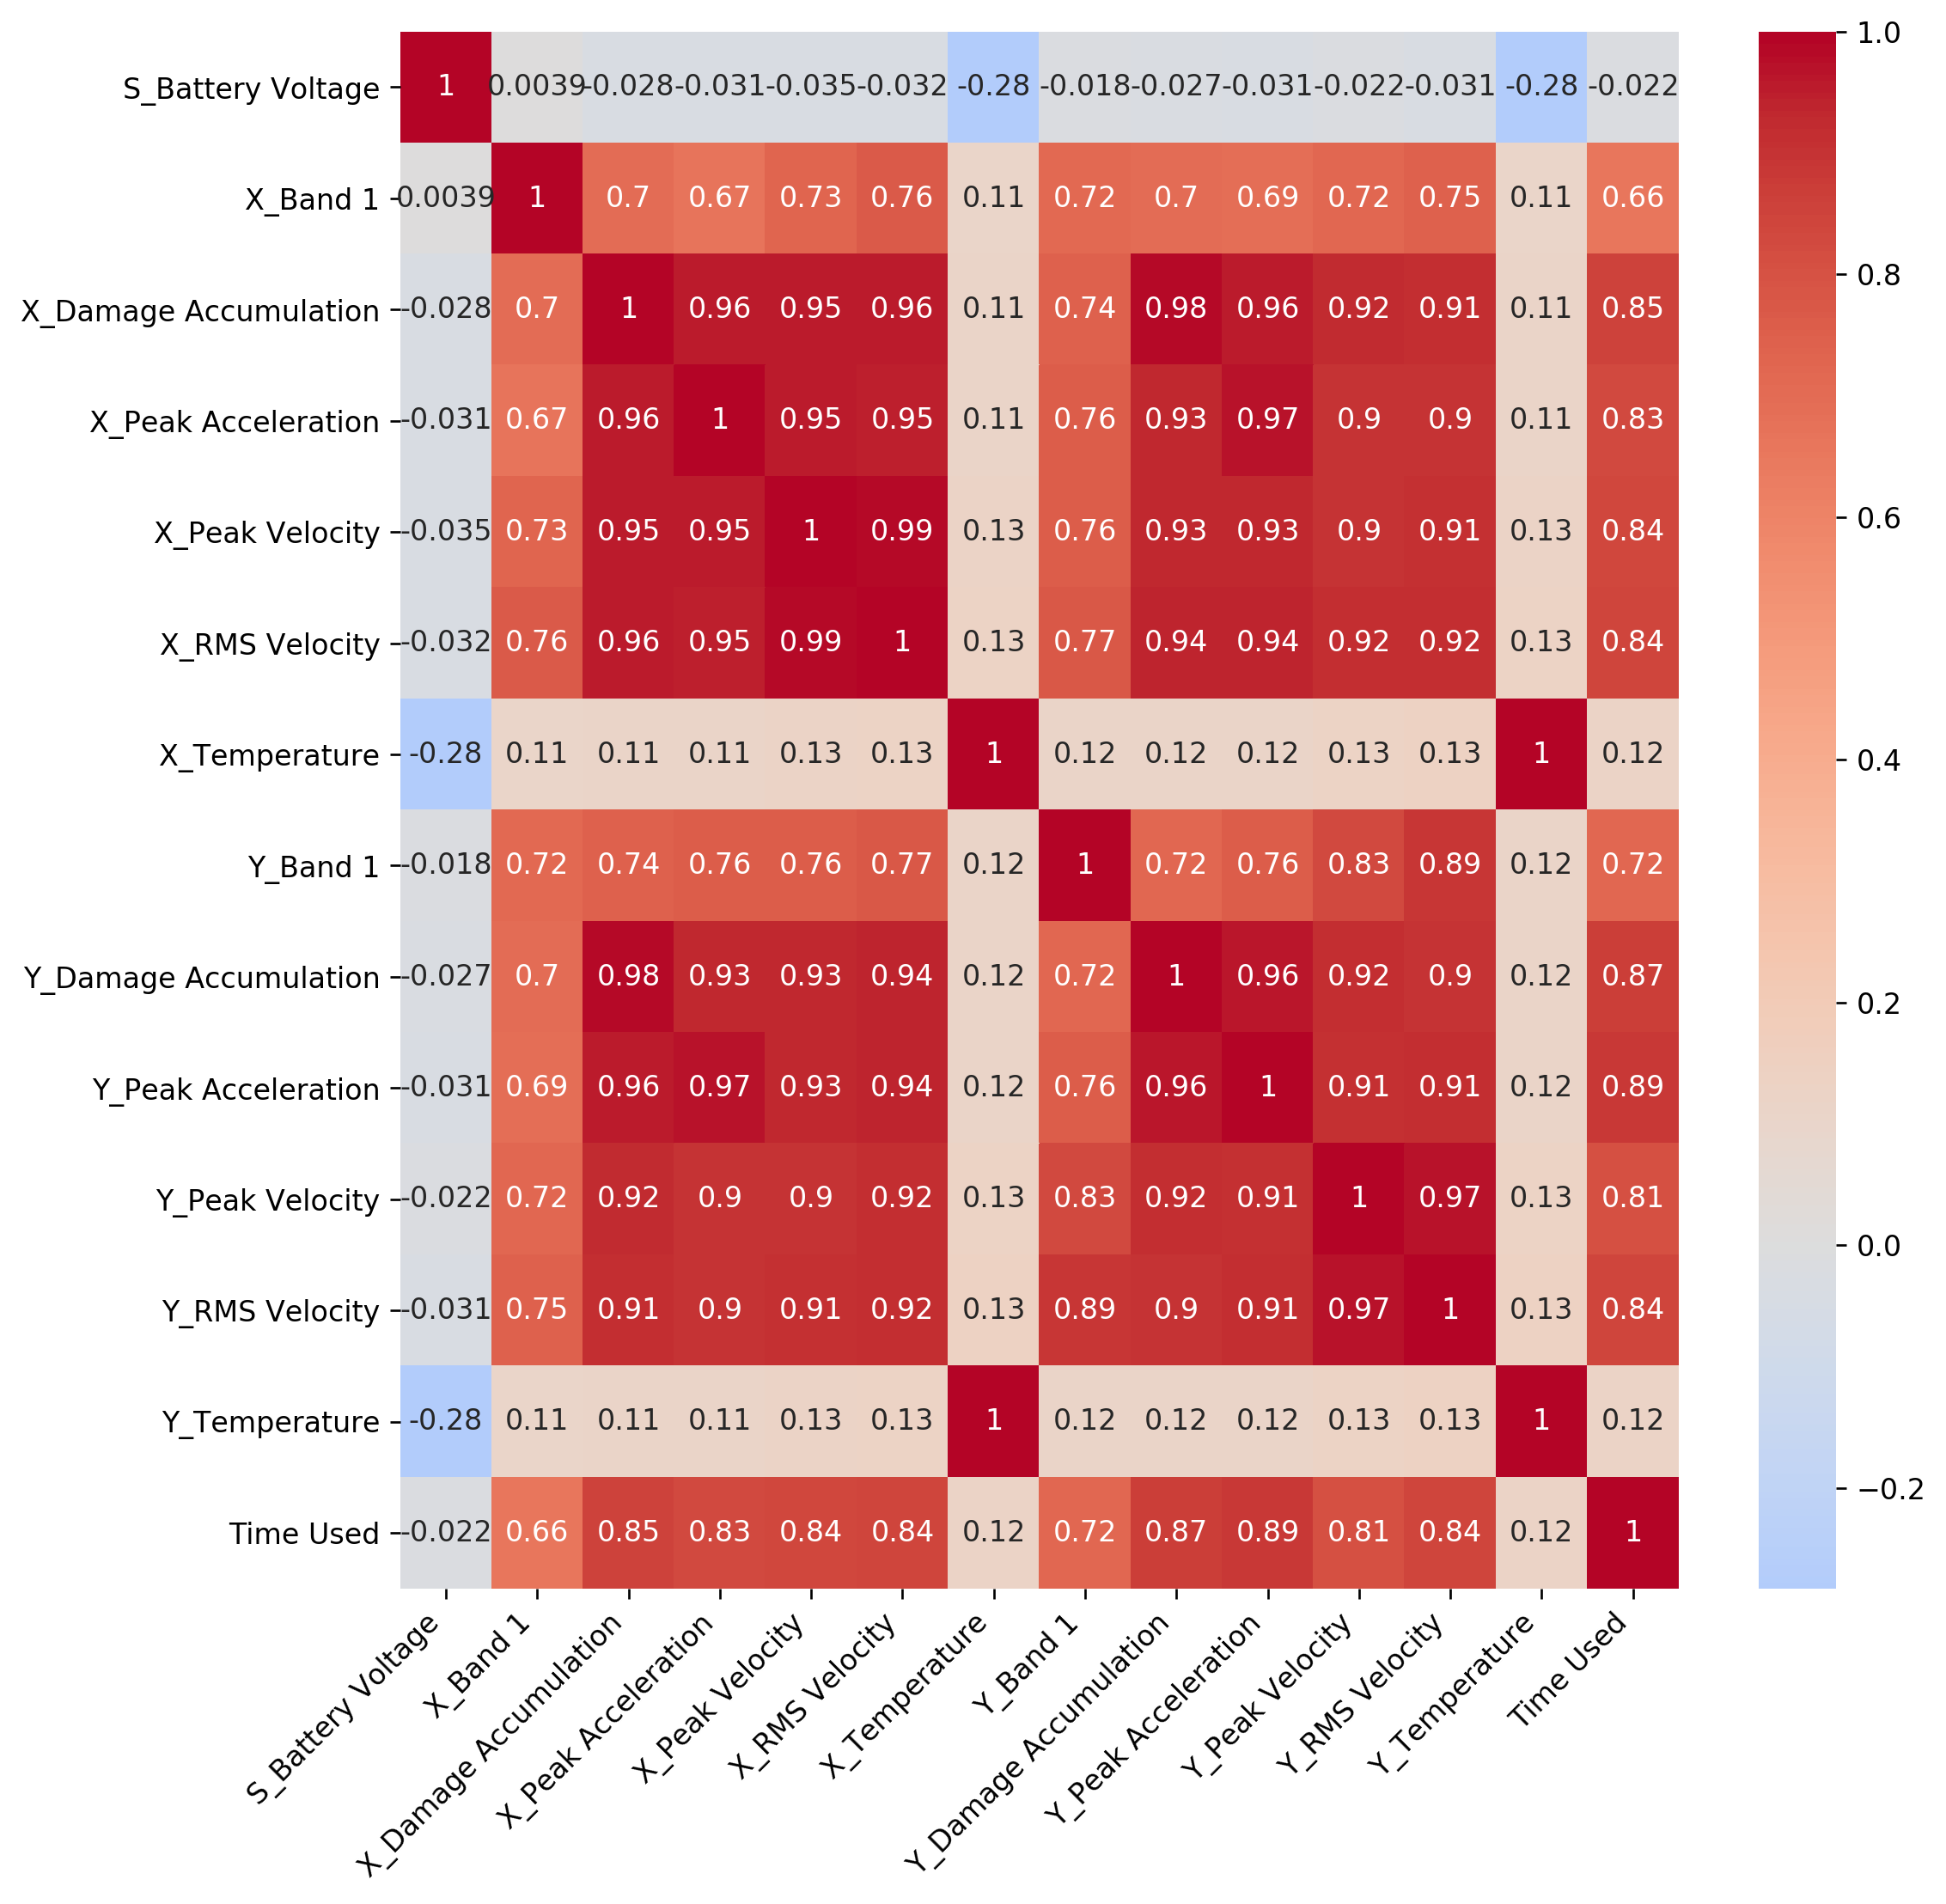 S_Battery Voltage 1 0.0039 -0.028 -0.031 -0.035 -0.032 -0.28 -0.018 -0.027 -0.031 -0.022 -0.031 -0.28 -0.022
X_Band 1 0.0039 1 0.7 0.67 0.73 0.76 0.11 0.72 0.7 0.69 0.72 0.75 0.11 0.66
X_Damage Accumulation -0.028 0.7 1 0.96 0.95 0.96 0.11 0.74 0.98 0.96 0.92 0.91 0.11 0.85
X_Peak Acceleration -0.031 0.67 0.96 1 0.95 0.95 0.11 0.76 0.93 0.97 0.9 0.9 0.11 0.83
X_Peak Velocity -0.035 0.73 0.95 0.95 1 0.99 0.13 0.76 0.93 0.93 0.9 0.91 0.13 0.84
X_RMS Velocity -0.032 0.76 0.96 0.95 0.99 1 0.13 0.77 0.94 0.94 0.92 0.92 0.13 0.84
X_Temperature -0.28 0.11 0.11 0.11 0.13 0.13 1 0.12 0.12 0.12 0.13 0.13 1 0.12
Y_Band 1 -0.018 0.72 0.74 0.76 0.76 0.77 0.12 1 0.72 0.76 0.83 0.89 0.12 0.72
Y_Damage Accumulation -0.027 0.7 0.98 0.93 0.93 0.94 0.12 0.72 1 0.96 0.92 0.9 0.12 0.87
Y_Peak Acceleration -0.031 0.69 0.96 0.97 0.93 0.94 0.12 0.76 0.96 1 0.91 0.91 0.12 0.89
Y_Peak Velocity -0.022 0.72 0.92 0.9 0.9 0.92 0.13 0.83 0.92 0.91 1 0.97 0.13 0.81
Y_RMS Velocity -0.031 0.75 0.91 0.9 0.91 0.92 0.13 0.89 0.9 0.91 0.97 1 0.13 0.84
Y_Temperature -0.28 0.11 0.11 0.11 0.13 0.13 1 0.12 0.12 0.12 0.13 0.13 1 0.12
Time Used -0.022 0.66 0.85 0.83 0.84 0.84 0.12 0.72 0.87 0.89 0.81 0.84 0.12 1
S_Battery Voltage
X_Band 1
X_Damage Accumulation
X_Peak Acceleration
X_Peak Velocity
X_RMS Velocity
X_Temperature
Y_Band 1
Y_Damage Accumulation
Y_Peak Acceleration
Y_Peak Velocity
Y_RMS Velocity
Y_Temperature
Time Used
1.0
0.8
0.6
0.4
0.2
0.0
−0.2